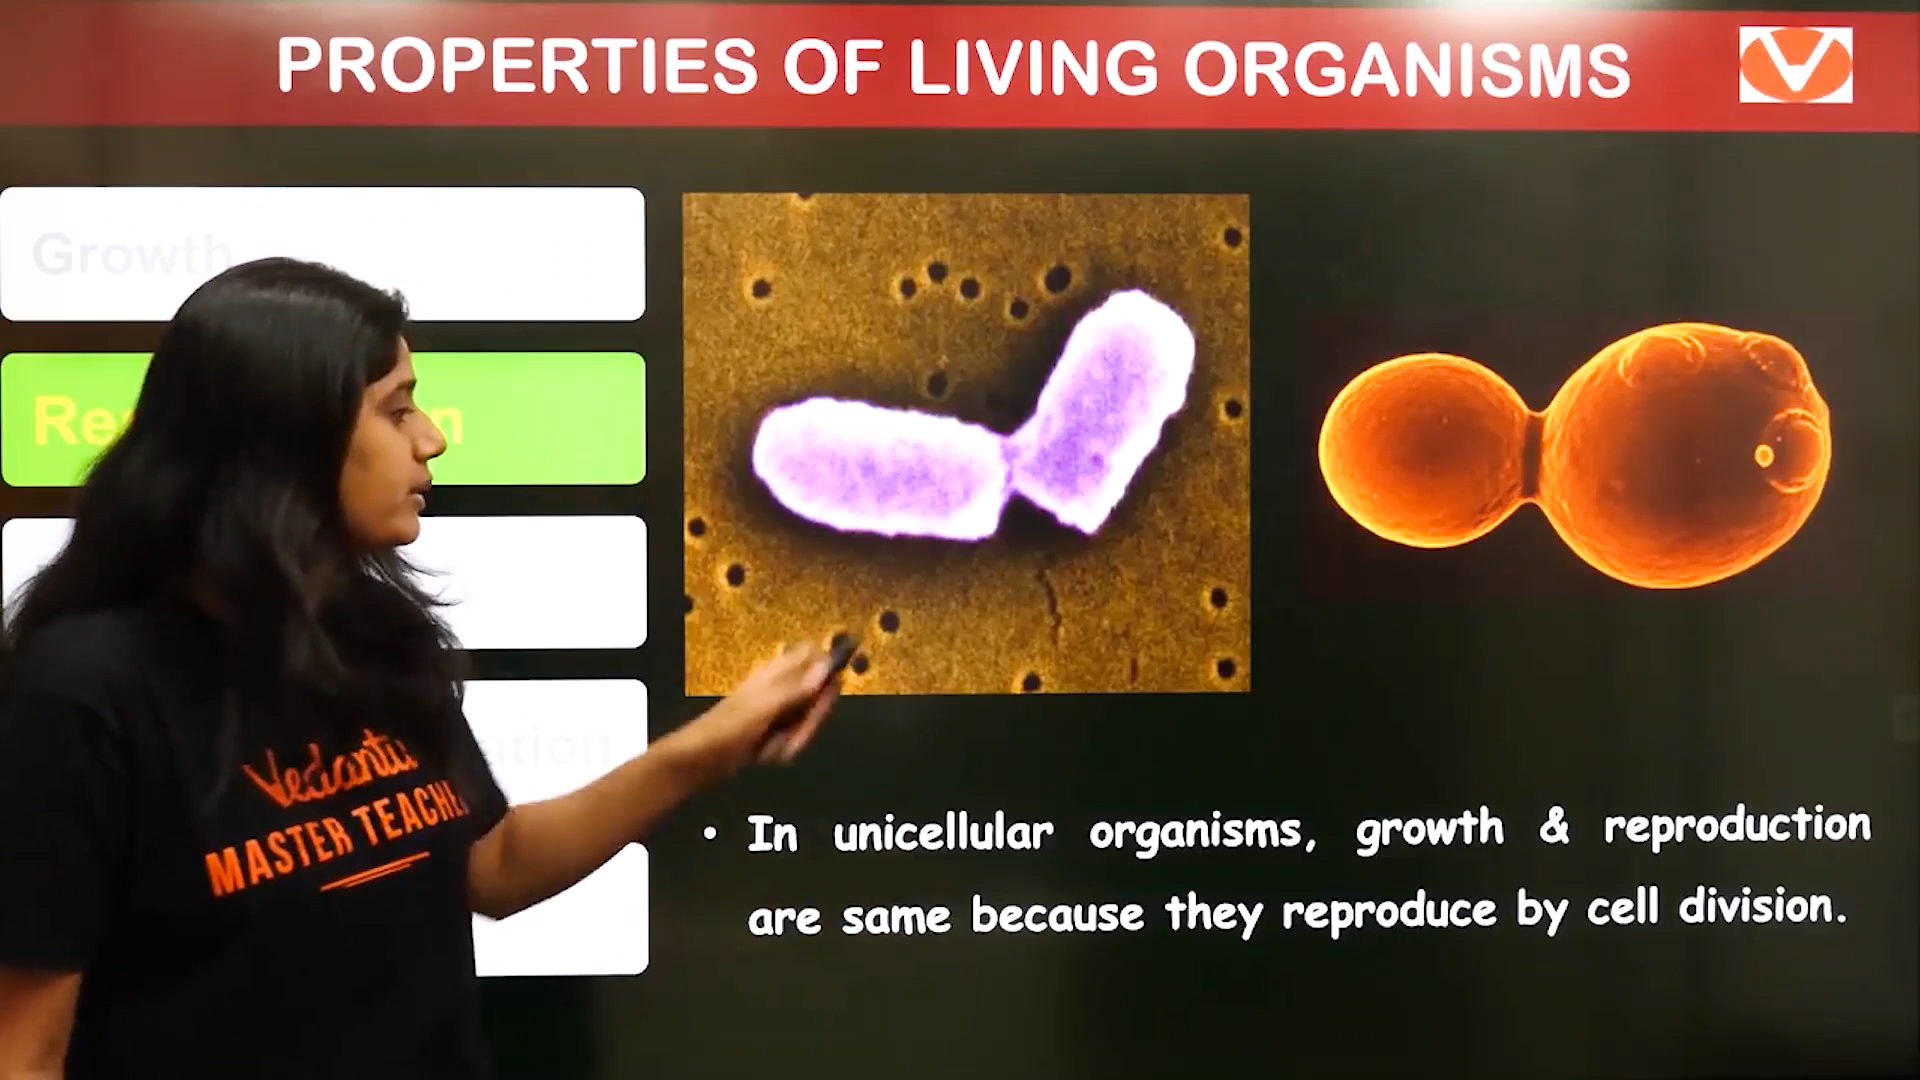 PROPERTIES OF LIVING ORGANISMS
Growth
Vedantu
MASTER TEACHER
• In unicellular organisms, growth & reproduction
are same because they reproduce by cell division.